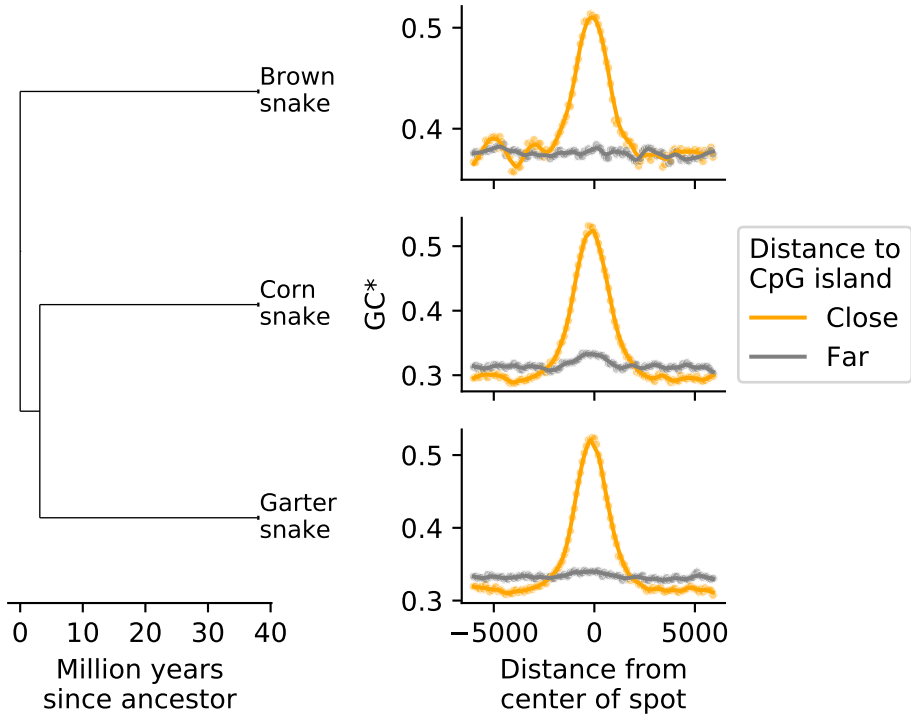 Brown
snake
Corn
snake
Garter
snake
0 10 20 30 40
Million years
since ancestor
GC*
0.5
0.4
0.5
0.4
0.3
0.5
0.4
0.3
−5000 0 5000
Distance from
center of spot
Distance to
CpG island
Close
Far